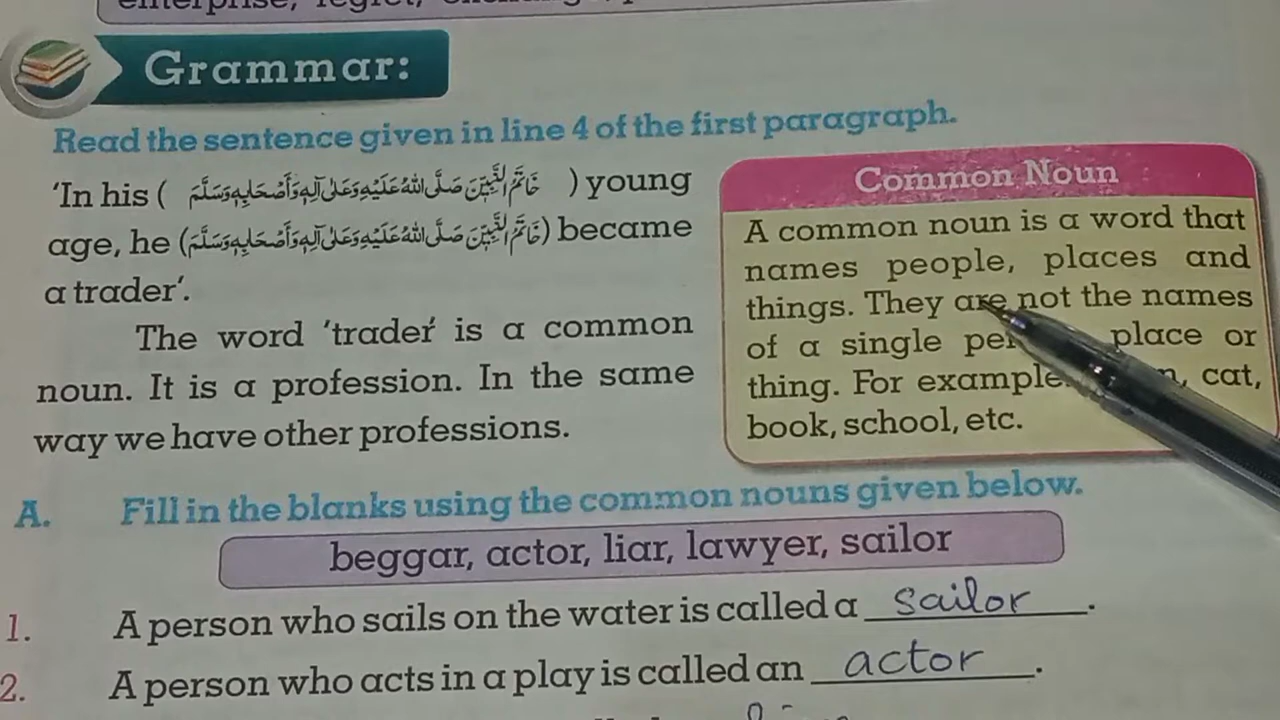 Grammar:
Read the sentence given in line 4 of the first paragraph.
'In his ( خَاتَمُ النَّبِيِّنَ صَلَّى اللهُ عَلَيْهِ وَعَلٰى آلِهٖ وَأَصْحَابِهٖ وَسَلَّمَ ) young
age, he (خَاتَمُ النَّبِيِّنَ صَلَّى اللهُ عَلَيْهِ وَعَلٰى آلِهٖ وَأَصْحَابِهٖ وَسَلَّمَ) became
a trader'.
The word 'trader' is a common
noun. It is a profession. In the same
way we have other professions.
Common Noun
A common noun is a word that
names people, places and
things. They are not the names
of a single place or
thing. For example cat,
book, school, etc.
A. Fill in the blanks using the common nouns given below.
beggar, actor, liar, lawyer, sailor
1. A person who sails on the water is called a sailor.
2. A person who acts in a play is called an actor.